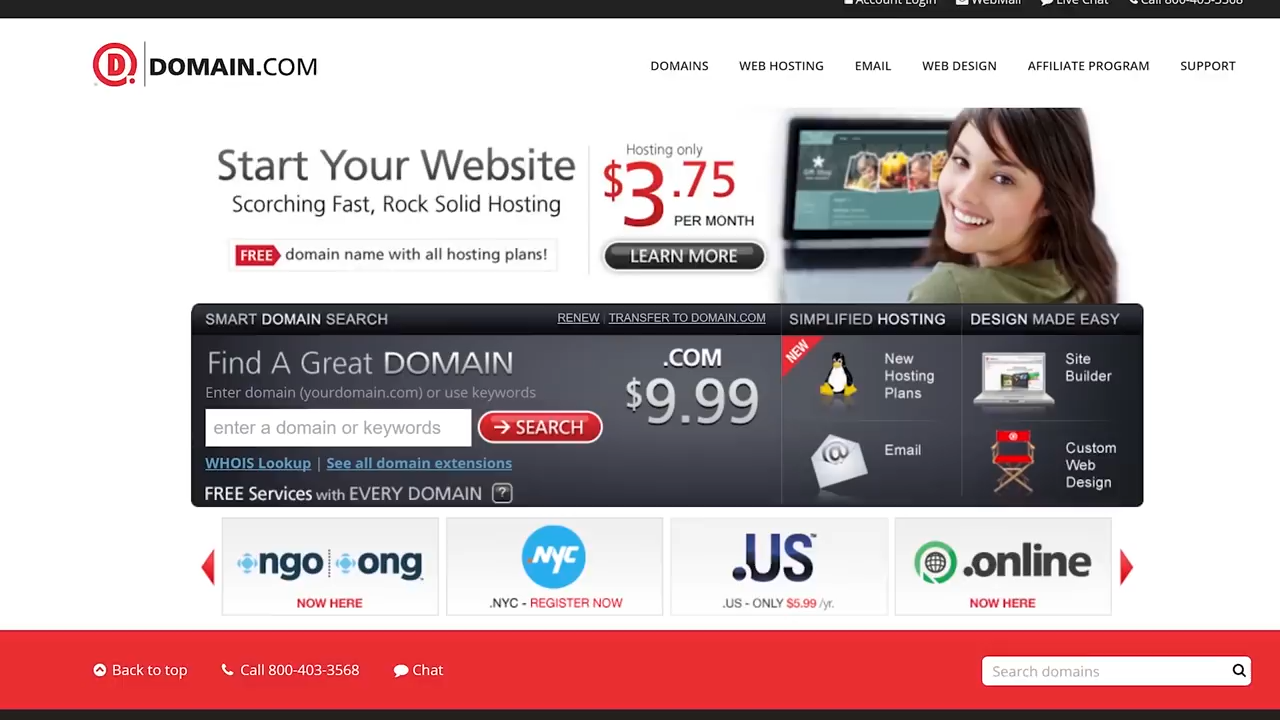 Account Login WebMail Live Chat Call 800-403-3568
D DOMAIN.COM
DOMAINS WEB HOSTING EMAIL WEB DESIGN AFFILIATE PROGRAM SUPPORT
Start Your Website
Scorching Fast, Rock Solid Hosting
FREE domain name with all hosting plans!
Hosting only
$3.75
PER MONTH
LEARN MORE
SMART DOMAIN SEARCH
RENEW | TRANSFER TO DOMAIN.COM
Find A Great DOMAIN
Enter domain (yourdomain.com) or use keywords
enter a domain or keywords
SEARCH
.COM
$9.99
WHOIS Lookup | See all domain extensions
FREE Services with EVERY DOMAIN ?
SIMPLIFIED HOSTING
NEW
New
Hosting
Plans
Email
DESIGN MADE EASY
Site
Builder
Custom
Web
Design
ngo ong
NOW HERE
.NYC
.NYC - REGISTER NOW
.US™
.US - ONLY $5.99 /yr.
.online
NOW HERE
Back to top Call 800-403-3568 Chat
Search domains